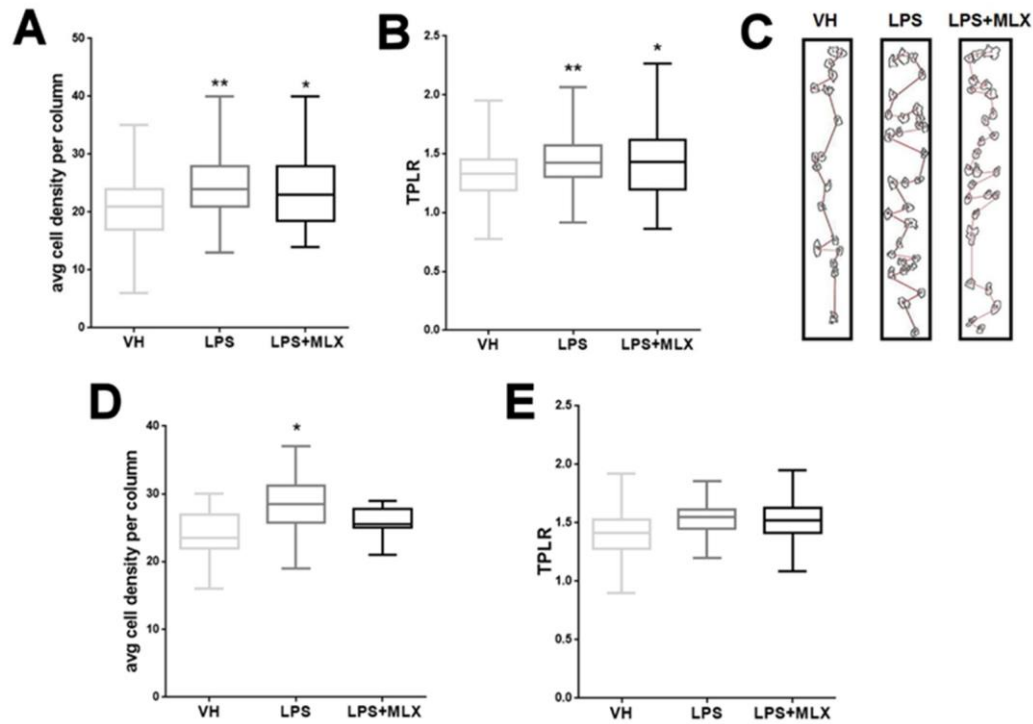 A
avg cell density per column
50
40
30
20
10
0
**
*
VH
LPS
LPS+MLX
B
TPLR
2.5
2.0
1.5
1.0
0.5
0.0
**
*
VH
LPS
LPS+MLX
C
VH
LPS
LPS+MLX
D
avg cell density per column
40
30
20
10
0
*
VH
LPS
LPS+MLX
E
TPLR
2.5
2.0
1.5
1.0
0.5
0.0
VH
LPS
LPS+MLX